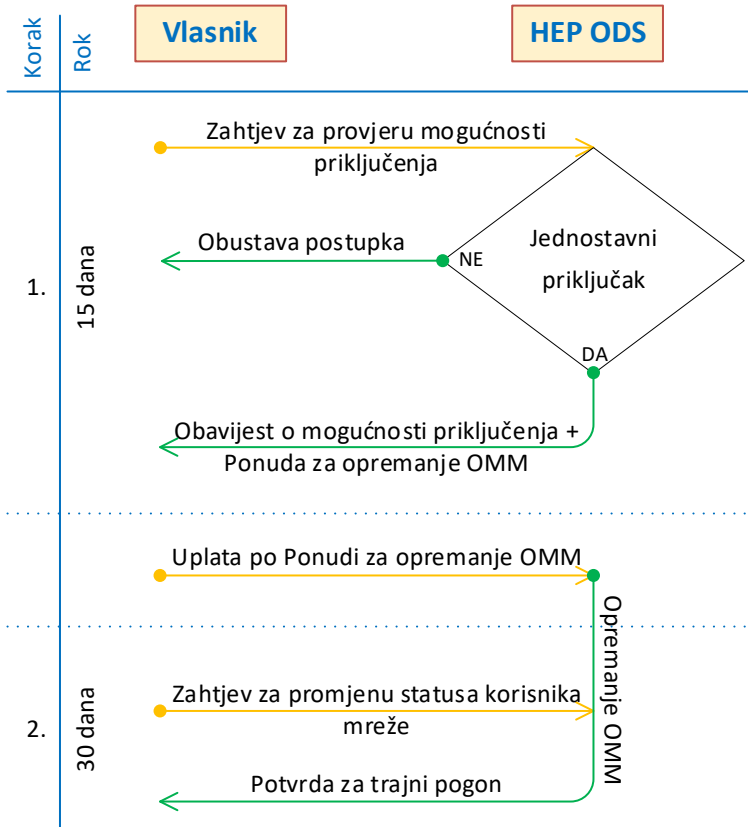 Korak
Rok
Vlasnik
HEP ODS
Zahtjev za provjeru mogućnosti
priključenja
Obustava postupka
NE
Jednostavni
priključak
1.
15 dana
DA
Obavijest o mogućnosti priključenja +
Ponuda za opremanje OMM
Uplata po Ponudi za opremanje OMM
Opremanje OMM
2.
30 dana
Zahtjev za promjenu statusa korisnika
mreže
Potvrda za trajni pogon